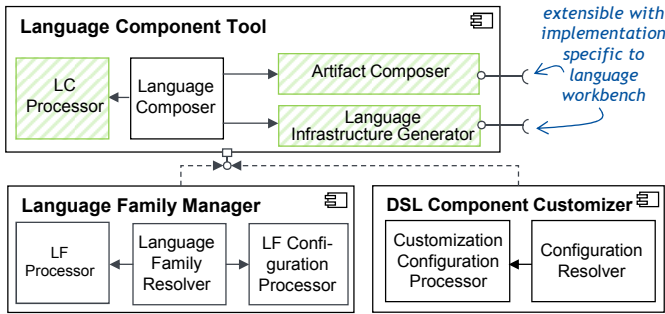 Language Component Tool
extensible with
implementation
specific to
language
workbench
LC
Processor
Language
Composer
Artifact Composer
Language
Infrastructure Generator
Language Family Manager
LF
Processor
Language
Family
Resolver
LF Confi-
guration
Processor
DSL Component Customizer
Customization
Configuration
Processor
Configuration
Resolver